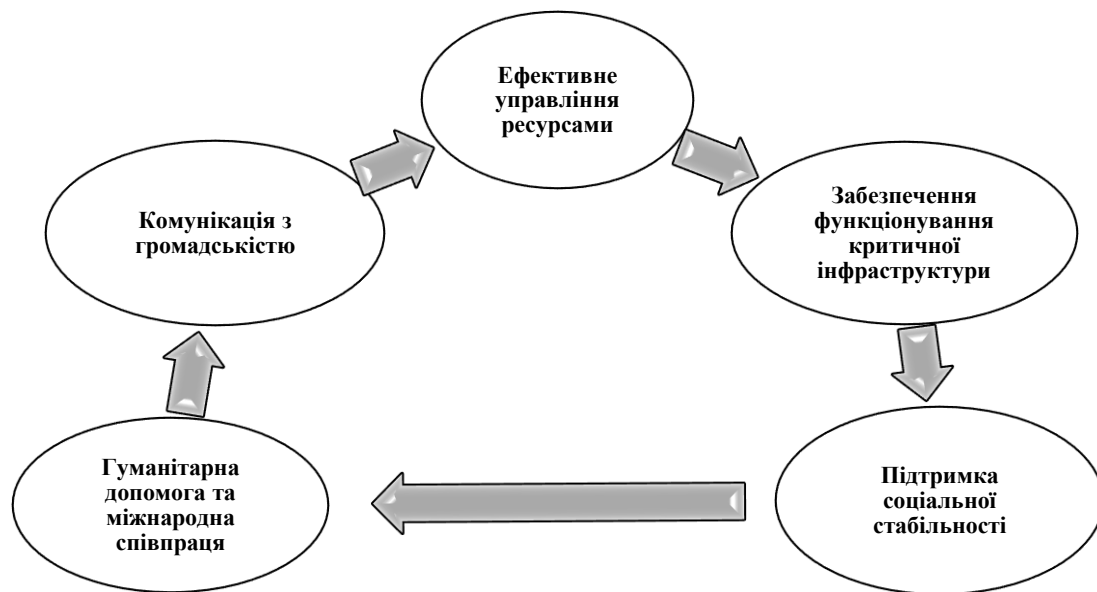 Ефективне
управління
ресурсами
Забезпечення
функціонування
критичної
інфраструктури
Підтримка
соціальної
стабільності
Гуманітарна
допомога та
міжнародна
співпраця
Комунікація з
громадськістю